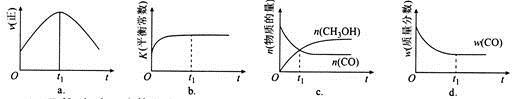 v(正)
O
t₁
t
a.
K(平衡常数)
O
t₁
t
b.
n(物质的量)
n(CH₃OH)
n(CO)
O
t₁
t
c.
w(质量分数)
w(CO)
O
t₁
t
d.